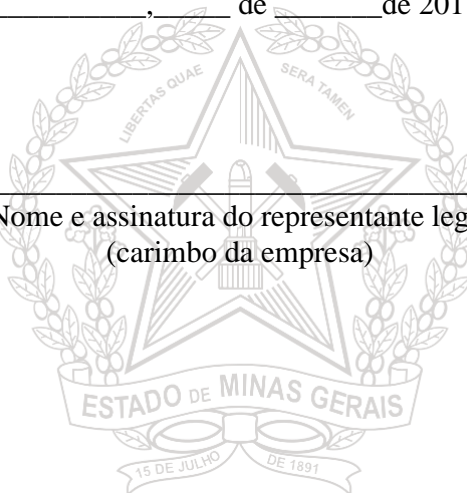 __________,_____ de _______de 201
LIBERTAS QUAE SERA TAMEN
Nome e assinatura do representante leg
(carimbo da empresa)
ESTADO DE MINAS GERAIS
15 DE JULHO DE 1891